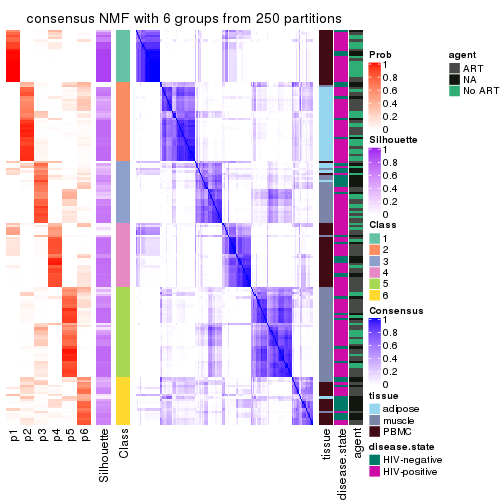 consensus NMF with 6 groups from 250 partitions
p1
p2
p3
p4
p5
p6
Silhouette
Class
tissue
disease.state
agent
Prob
1
0.8
0.6
0.4
0.2
0
Silhouette
1
0.8
0.6
0.4
0.2
0
Class
1
2
3
4
5
6
Consensus
1
0.8
0.6
0.4
0.2
0
tissue
adipose
muscle
PBMC
disease.state
HIV-negative
HIV-positive
agent
ART
NA
No ART